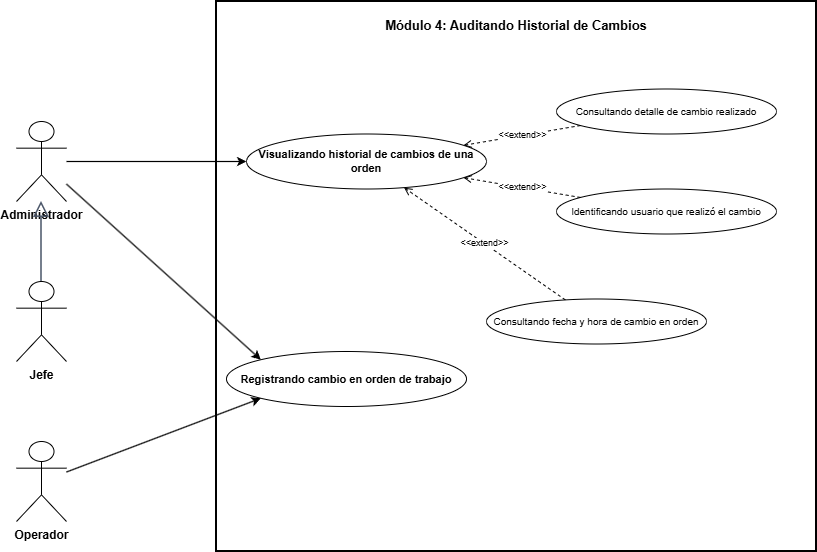 Módulo 4: Auditando Historial de Cambios
Consultando detalle de cambio realizado
<<extend>>
Visualizando historial de cambios de una
orden
<<extend>>
Identificando usuario que realizó el cambio
Administrador
<<extend>>
Consultando fecha y hora de cambio en orden
Jefe
Registrando cambio en orden de trabajo
Operador